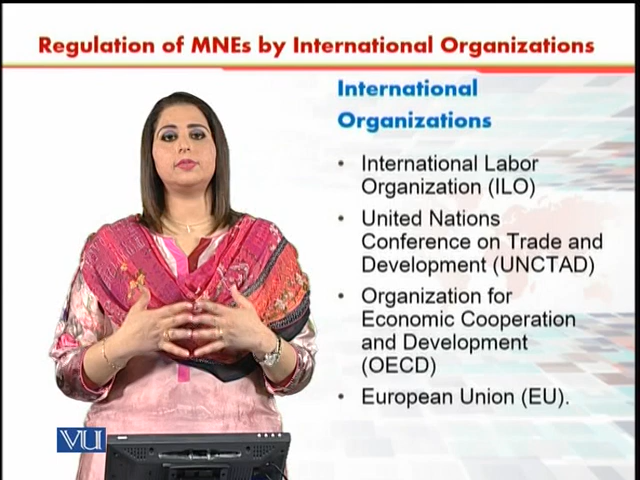 Regulation of MNEs by International Organizations
International
Organizations
• International Labor
Organization (ILO)
• United Nations
Conference on Trade and
Development (UNCTAD)
• Organization for
Economic Cooperation
and Development
(OECD)
• European Union (EU).
VU